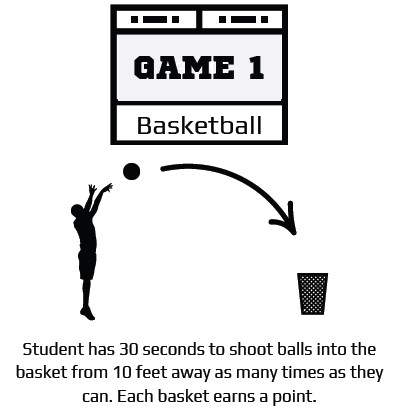 GAME 1
Basketball
Student has 30 seconds to shoot balls into the
basket from 10 feet away as many times as they
can. Each basket earns a point.